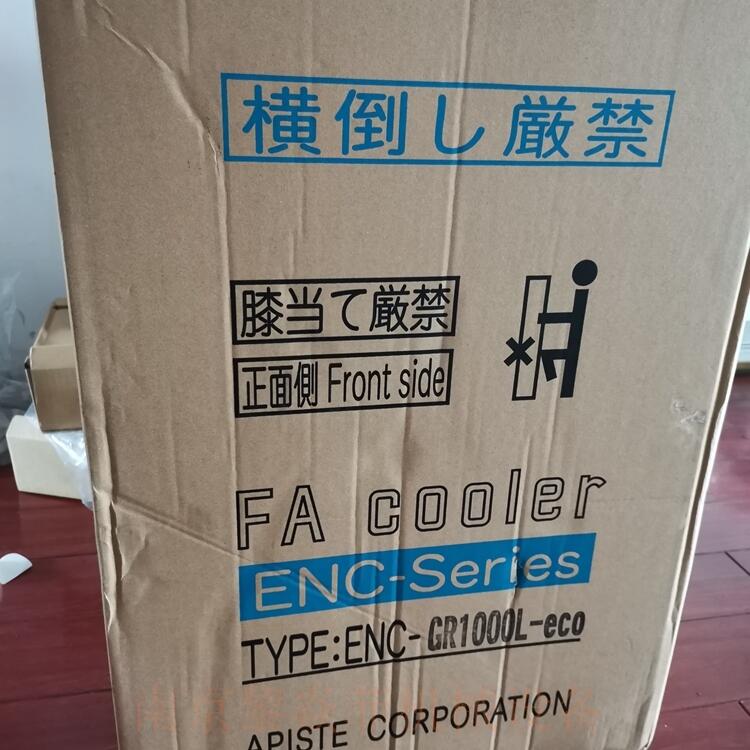 横倒し厳禁
膝当て厳禁
正面側 Front side
FA cooler
ENC-Series
TYPE:ENC-GR1000L-eco
APISTE CORPORATION